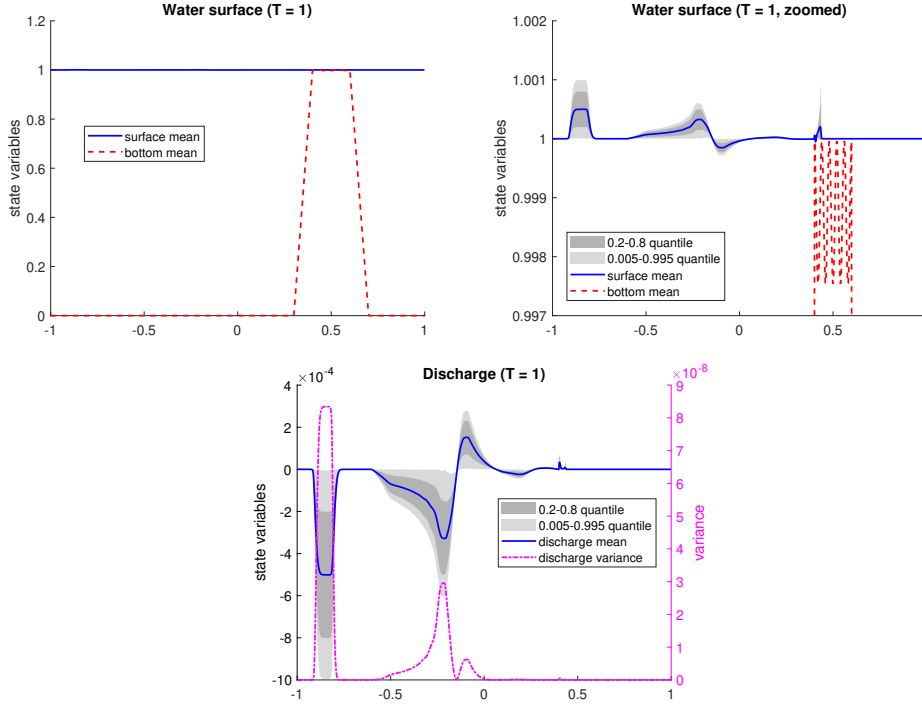 Water surface (T = 1)
1.2
1
0.8
0.6
0.4
0.2
0
state variables
surface mean
bottom mean
-1 -0.5 0 0.5 1
Water surface (T = 1, zoomed)
1.002
1.001
1
0.999
0.998
0.997
state variables
0.2-0.8 quantile
0.005-0.995 quantile
surface mean
bottom mean
-1 -0.5 0 0.5
Discharge (T = 1)
×10⁻⁴
4
2
0
-2
-4
-6
-8
-10
state variables
0.2-0.8 quantile
0.005-0.995 quantile
discharge mean
discharge variance
×10⁻⁸
9
8
7
6
5
4
3
2
1
0
variance
-1 -0.5 0 0.5 1